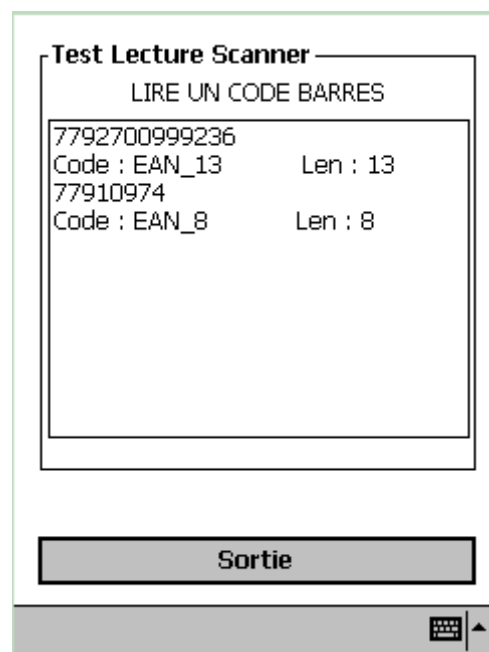 Test Lecture Scanner
LIRE UN CODE BARRES
7792700999236
Code : EAN_13 Len : 13
77910974
Code : EAN_8 Len : 8
Sortie